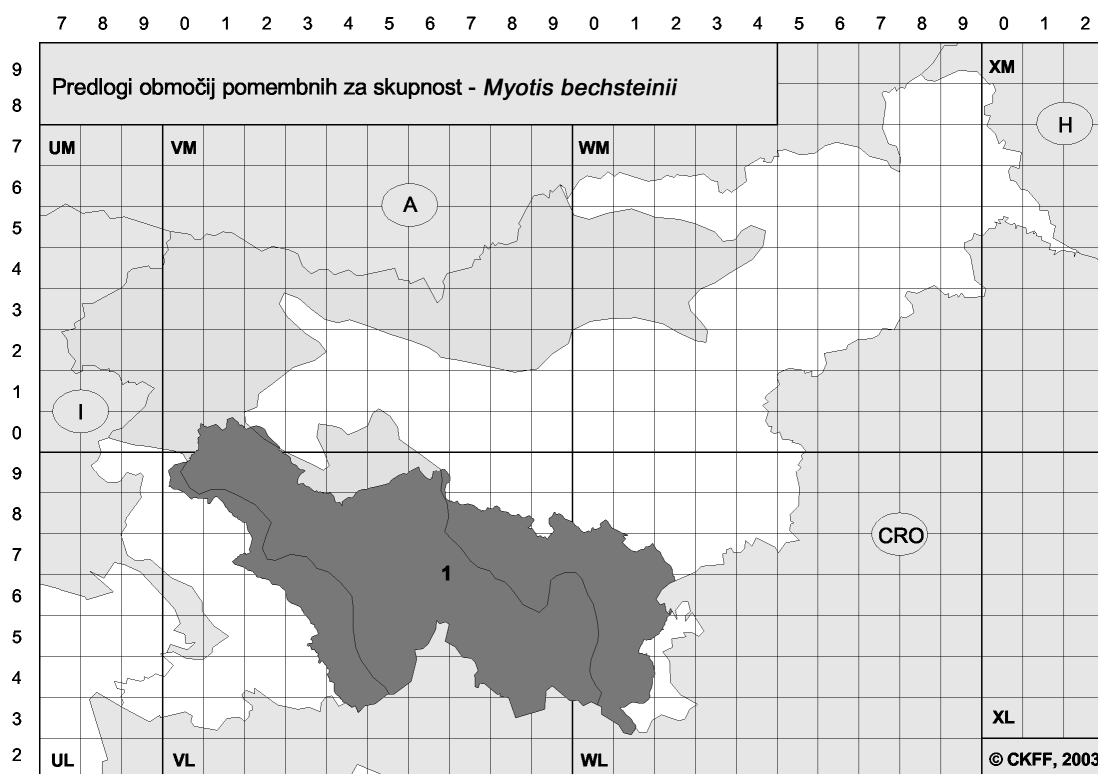 7 8 9 0 1 2 3 4 5 6 7 8 9 0 1 2 3 4 5 6 7 8 9 0 1 2
9
XM
Predlogi območij pomembnih za skupnost - Myotis bechsteinii
8
H
7
UM VM WM
6
A
5
4
3
2
1
I
0
9
8
CRO
7
1
6
5
4
3
XL
2
UL VL WL
© CKFF, 2003